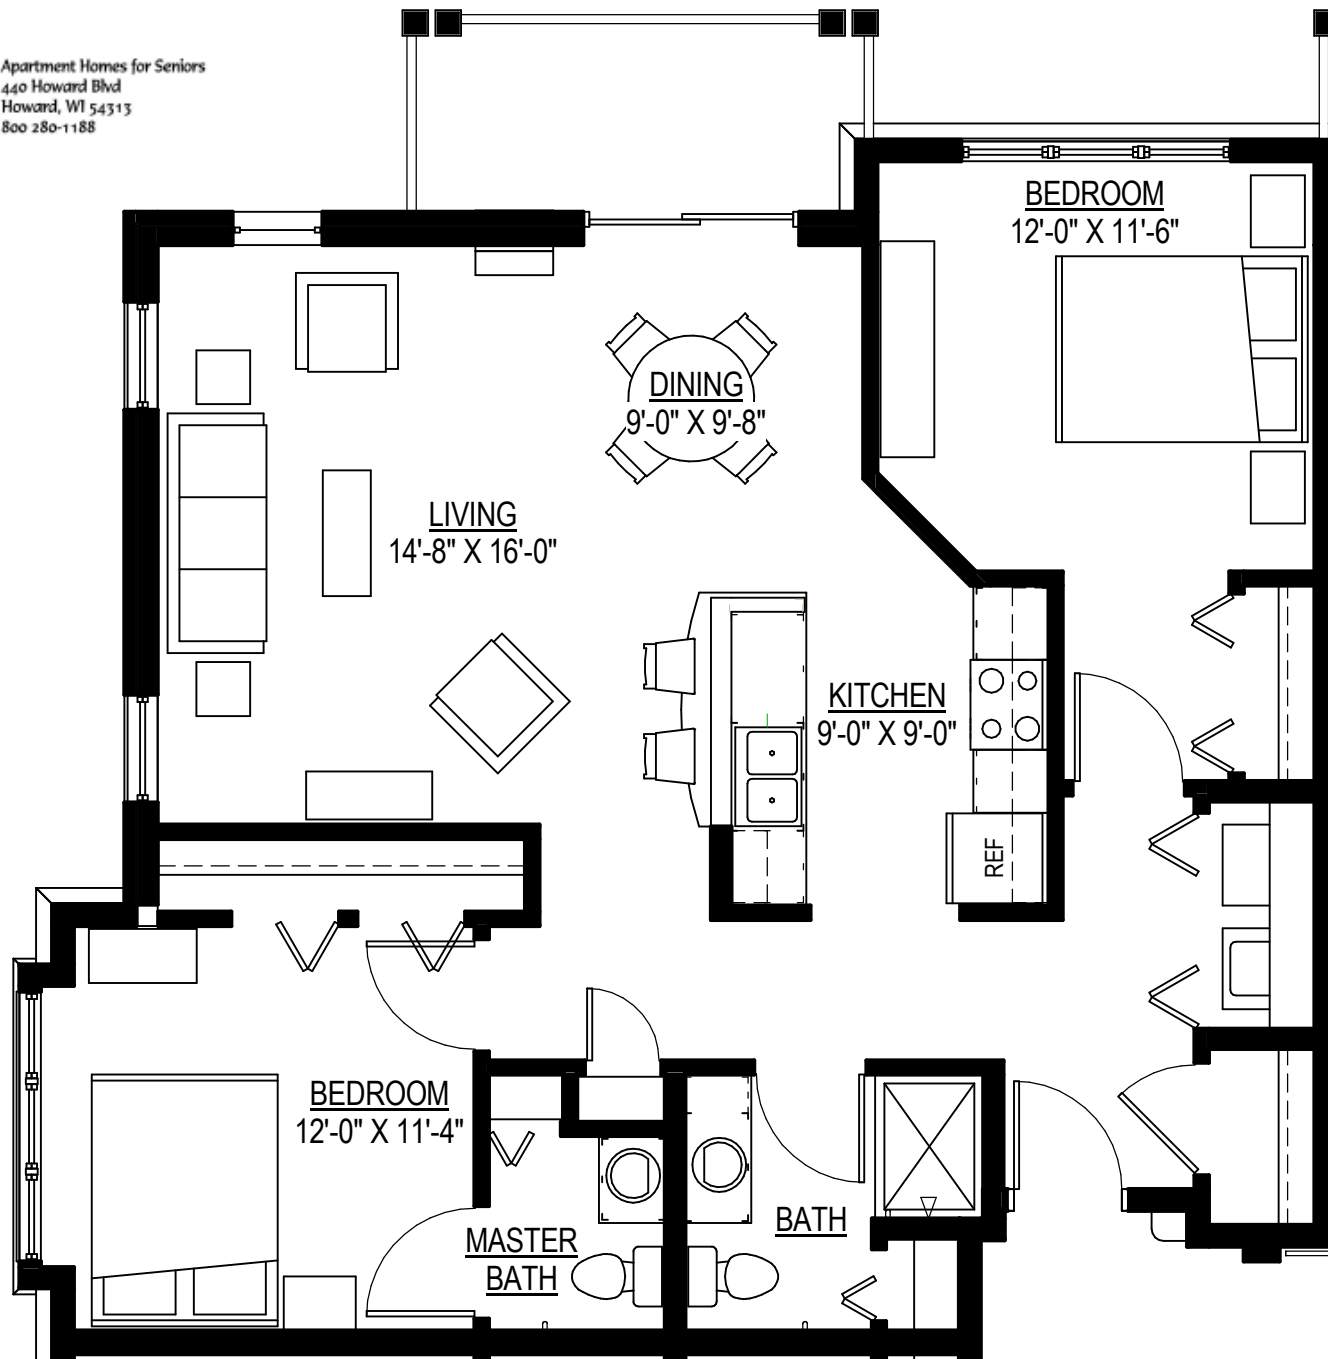 Apartment Homes for Seniors
440 Howard Blvd
Howard, WI 54313
800 280-1188
BEDROOM
12'-0" X 11'-6"
DINING
9'-0" X 9'-8"
LIVING
14'-8" X 16'-0"
KITCHEN
9'-0" X 9'-0"
REF
BEDROOM
12'-0" X 11'-4"
MASTER
BATH
BATH